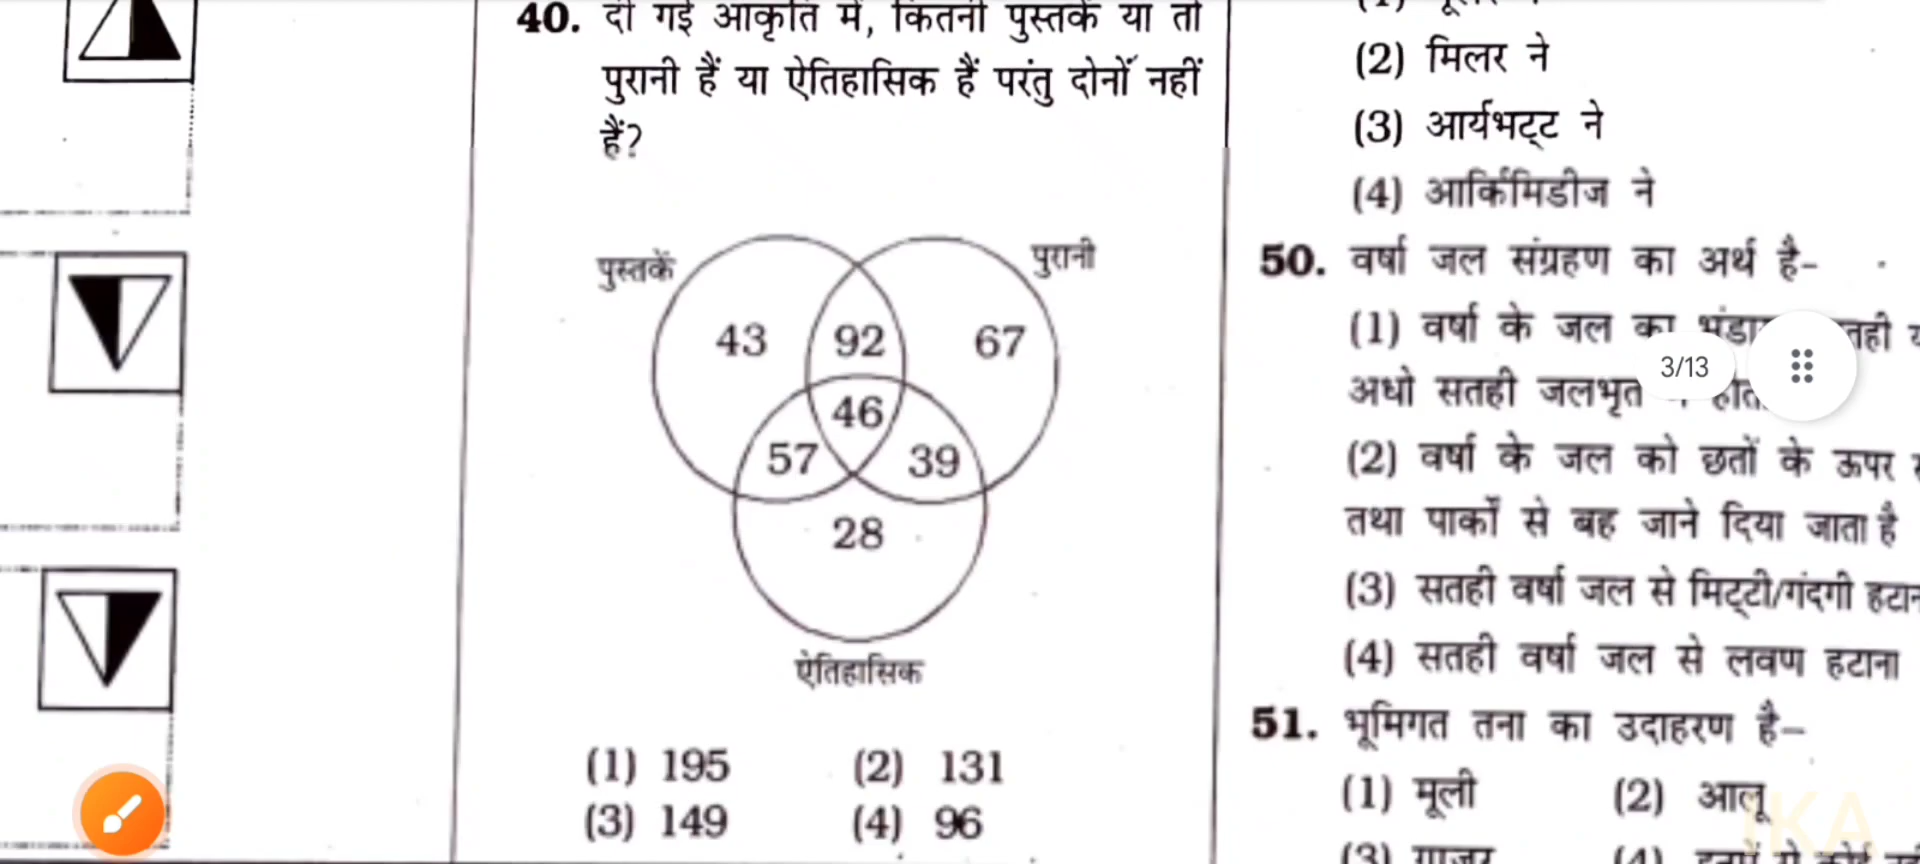 40. दी गई आकृति में, कितनी पुस्तकें या तो
पुरानी हैं या ऐतिहासिक हैं परंतु दोनों नहीं
हैं?
पुस्तकें
पुरानी
43
92
67
46
57
39
28
ऐतिहासिक
(1) 195 (2) 131
(3) 149 (4) 96
(2) मिलर ने
(3) आर्यभट्ट ने
(4) आर्किमिडीज ने
50. वर्षा जल संग्रहण का अर्थ है-
(1) वर्षा के जल का
अधो सतही जलभृत
(2) वर्षा के जल को छतों के ऊपर
तथा पार्कों से बह जाने दिया जाता है
(3) सतही वर्षा जल से मिट्टी/गंदगी
(4) सतही वर्षा जल से लवण हटाना
51. भूमिगत तना का उदाहरण है-
(1) मूली (2) आलू
(3) गाजर
3/13
IKA